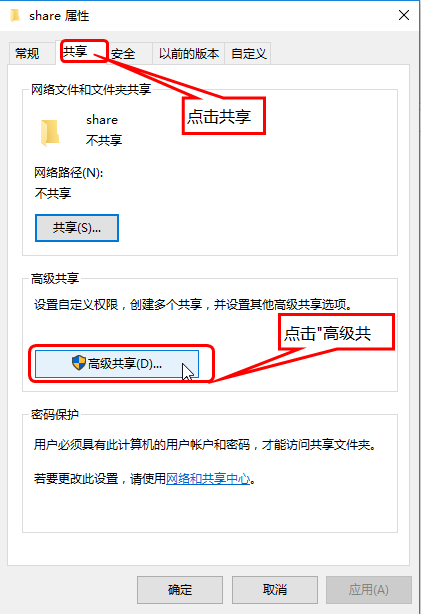 share 属性
常规
共享
安全
以前的版本
自定义
网络文件和文件夹共享
点击共享
share
不共享
网络路径(N):
不共享
共享(S)...
高级共享
设置自定义权限，创建多个共享，并设置其他高级共享选项。
点击"高级共
高级共享(D)...
密码保护
用户必须具有此计算机的用户帐户和密码，才能访问共享文件夹。
若要更改此设置，请使用网络和共享中心。
确定
取消
应用(A)